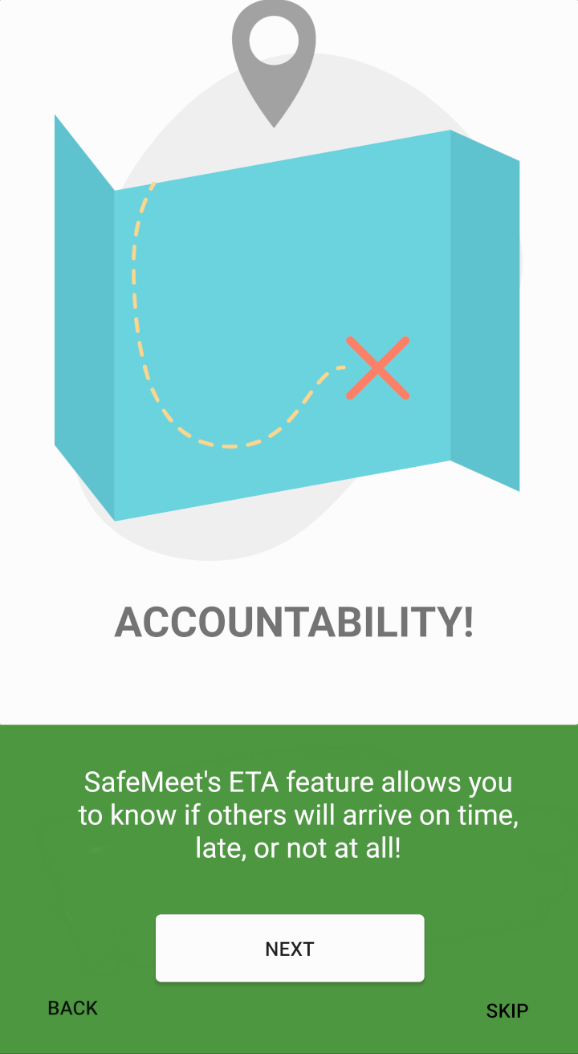 ACCOUNTABILITY!
SafeMeet's ETA feature allows you
to know if others will arrive on time,
late, or not at all!
NEXT
BACK
SKIP